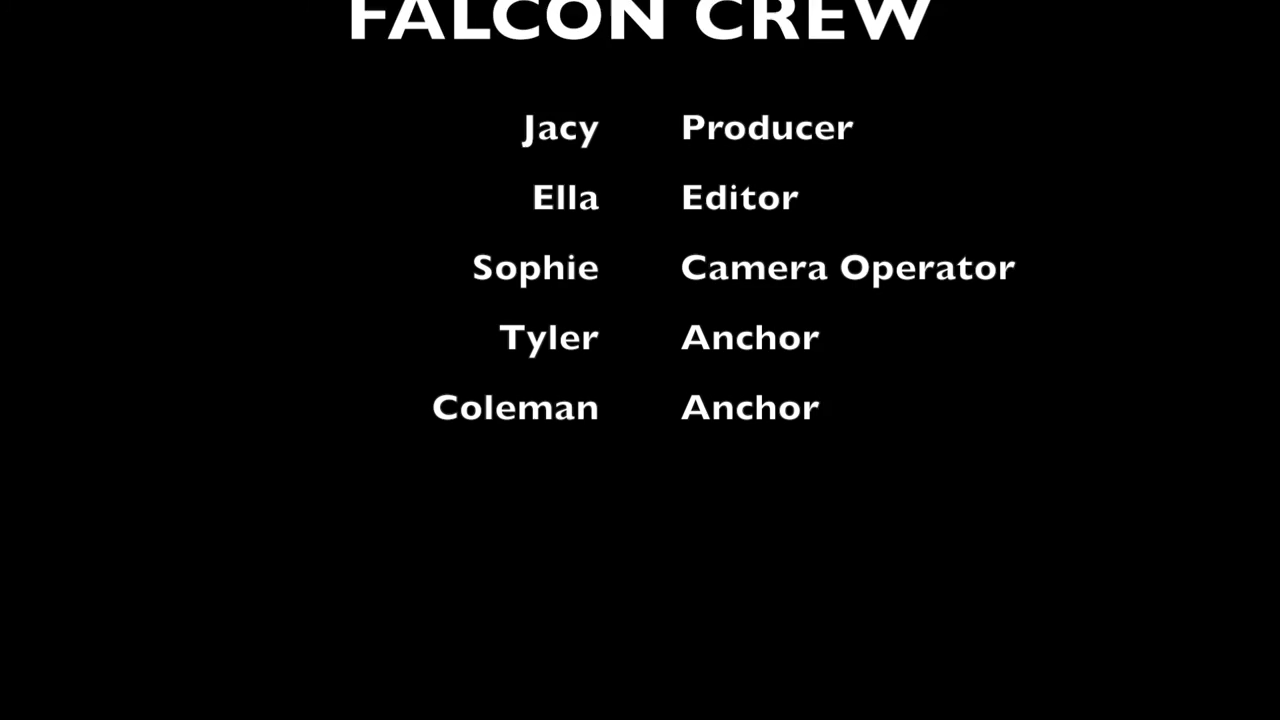 FALCON CREW
Jacy Producer
Ella Editor
Sophie Camera Operator
Tyler Anchor
Coleman Anchor